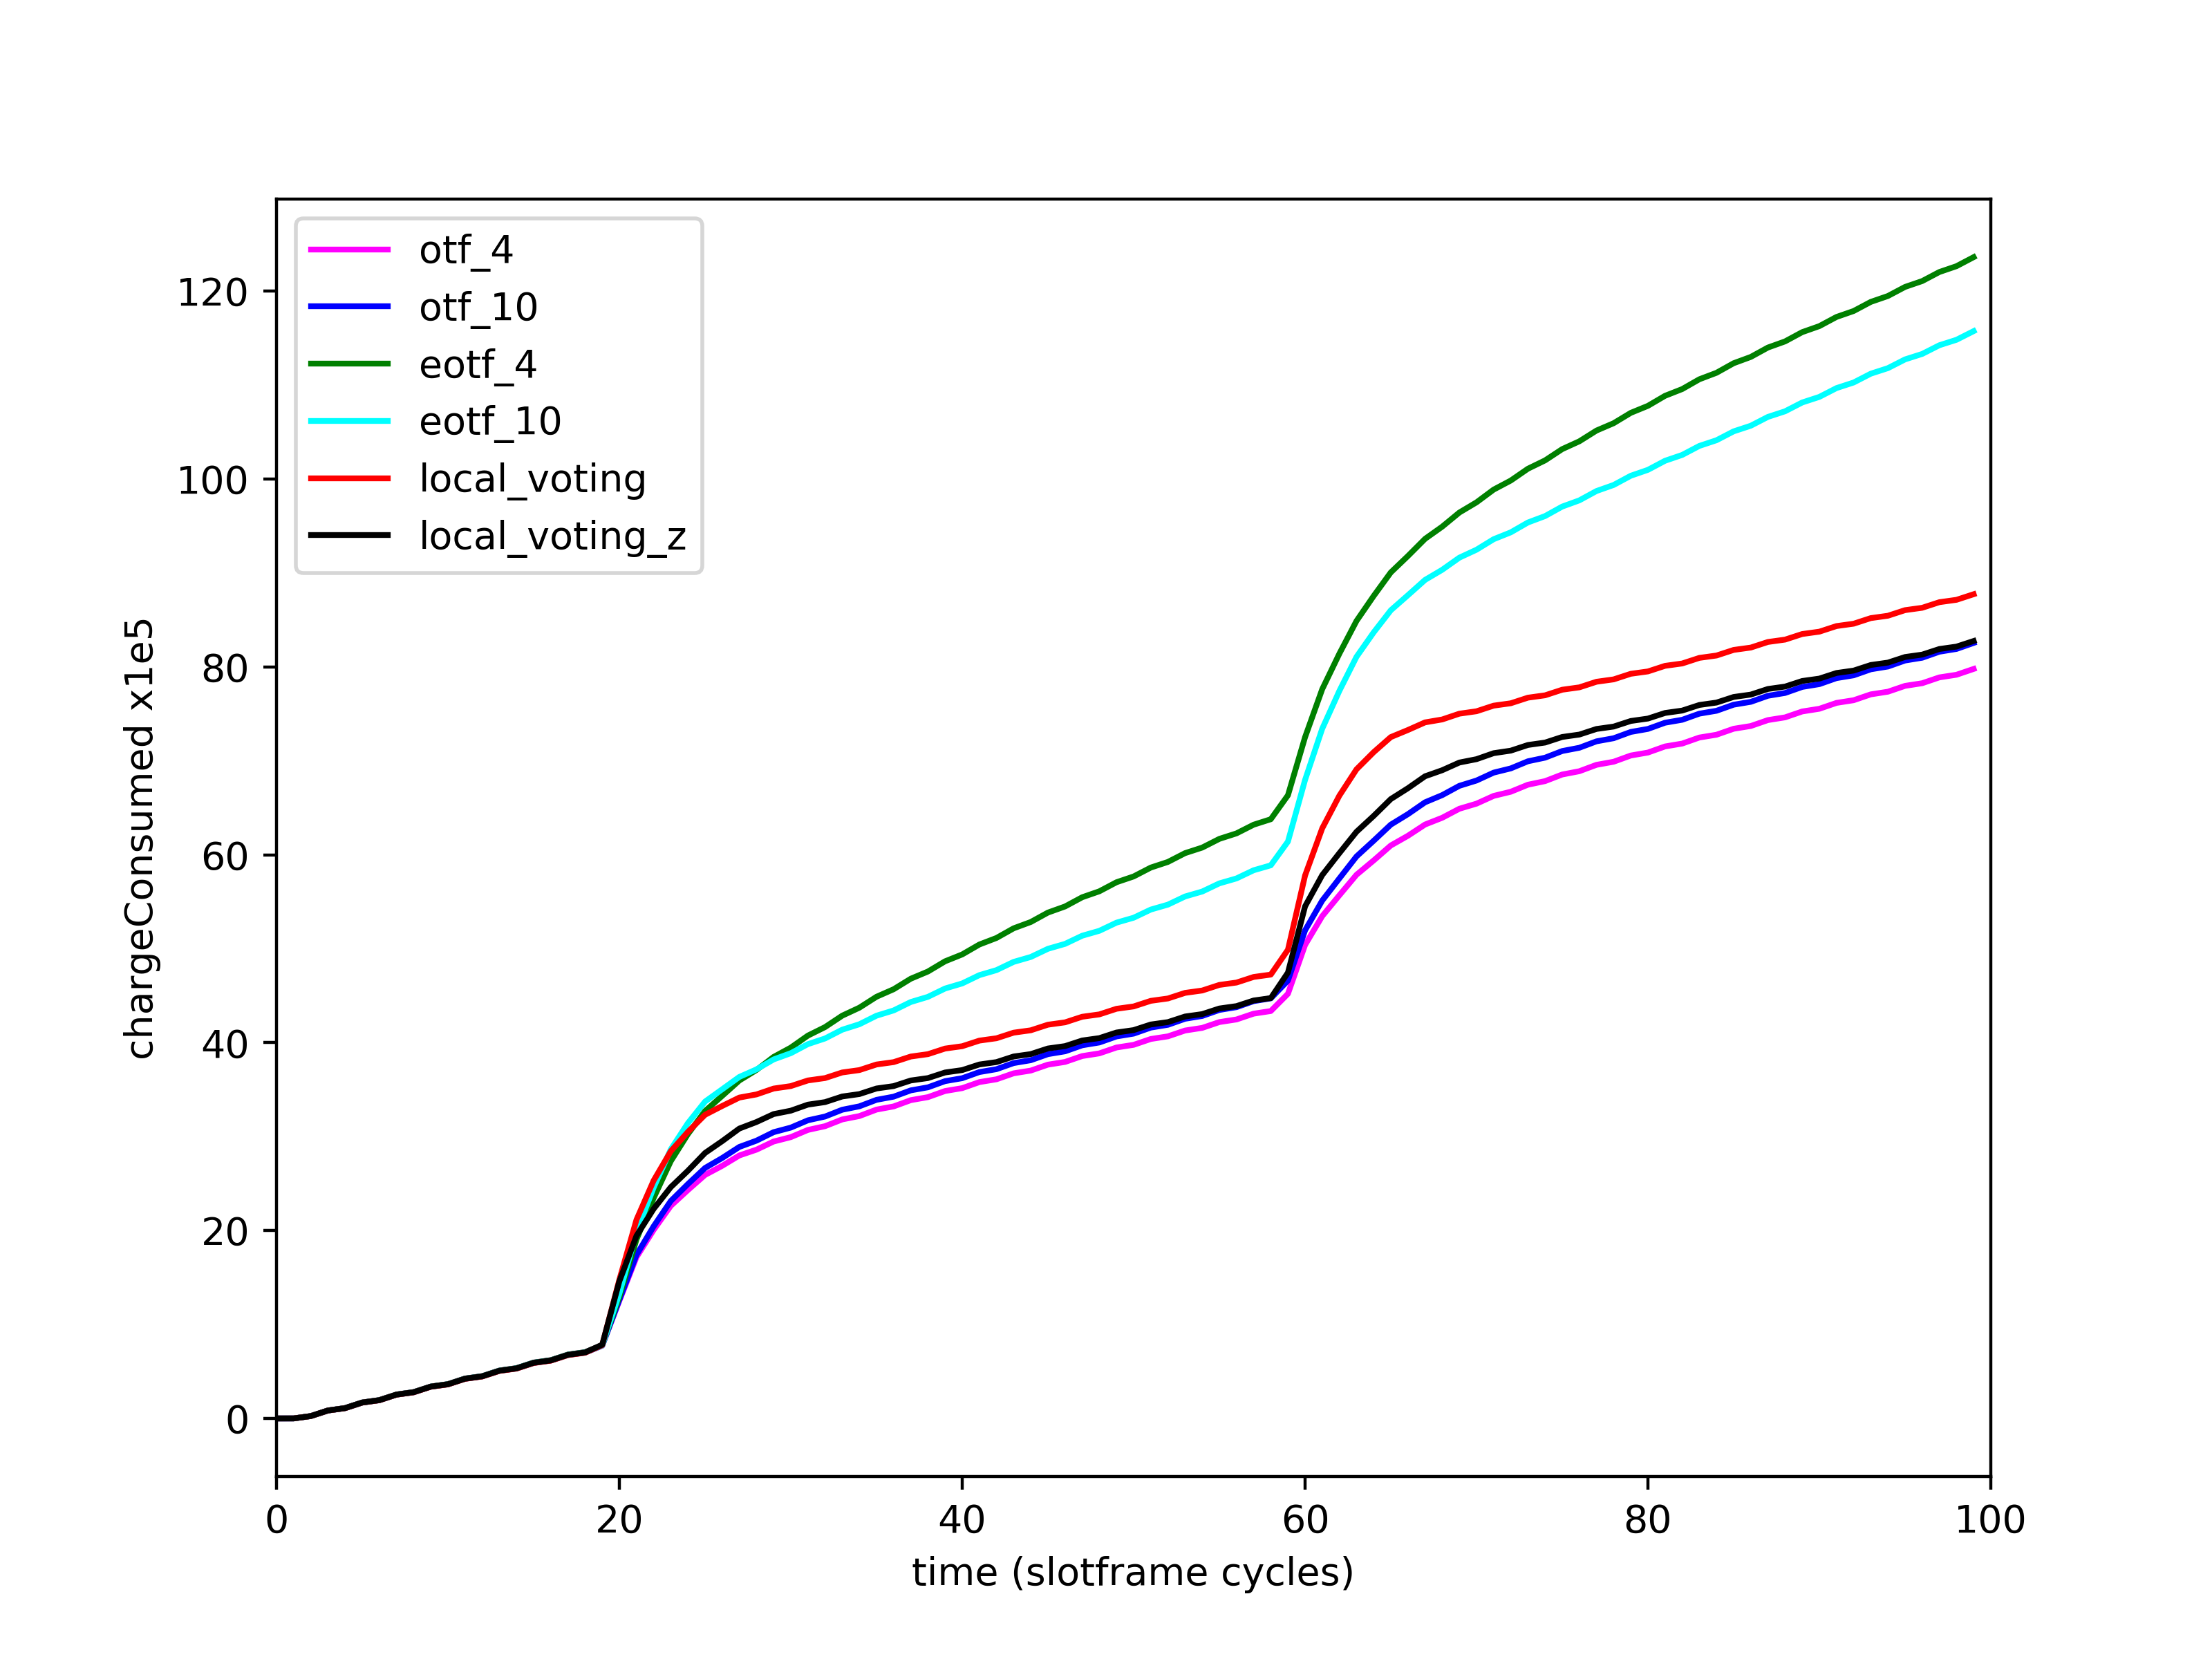 otf_4
otf_10
eotf_4
eotf_10
local_voting
local_voting_z
chargeConsumed x1e5
120
100
80
60
40
20
0
0 20 40 60 80 100
time (slotframe cycles)